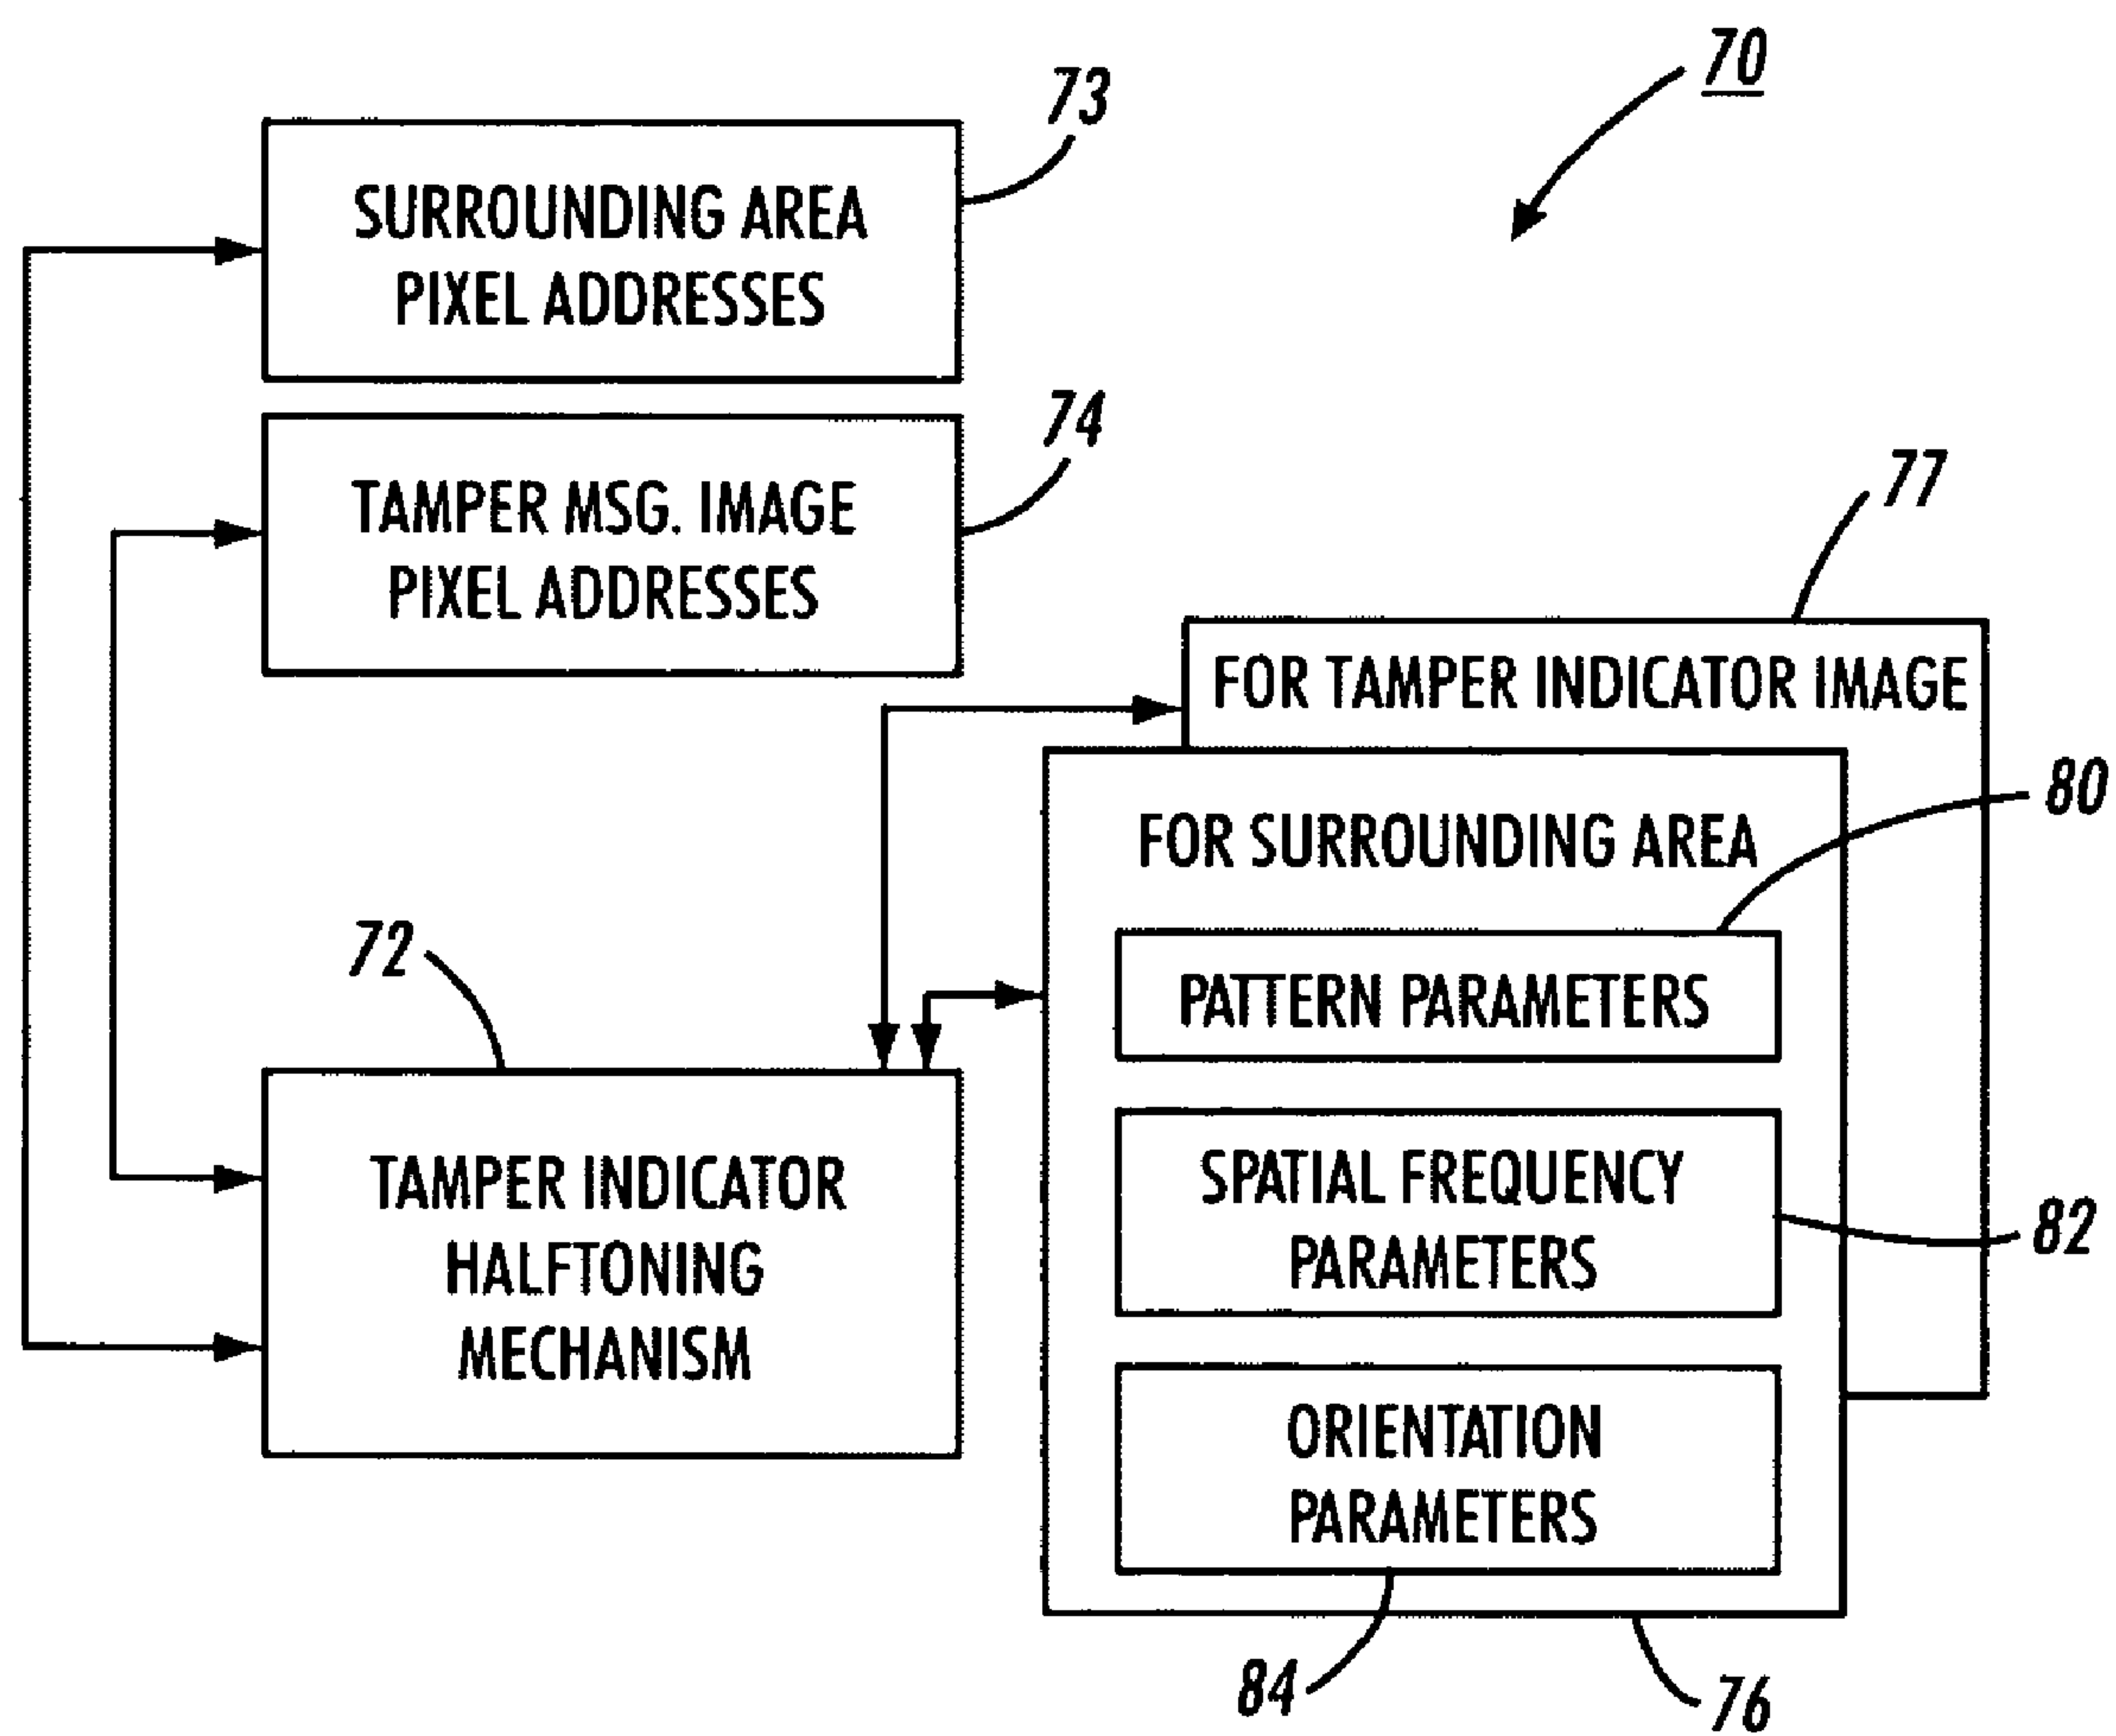 70
73
SURROUNDING AREA
PIXEL ADDRESSES
74
TAMPER MSG. IMAGE
PIXEL ADDRESSES
77
FOR TAMPER INDICATOR IMAGE
80
FOR SURROUNDING AREA
PATTERN PARAMETERS
72
TAMPER INDICATOR
HALFTONING
MECHANISM
SPATIAL FREQUENCY
PARAMETERS
82
ORIENTATION
PARAMETERS
84
76